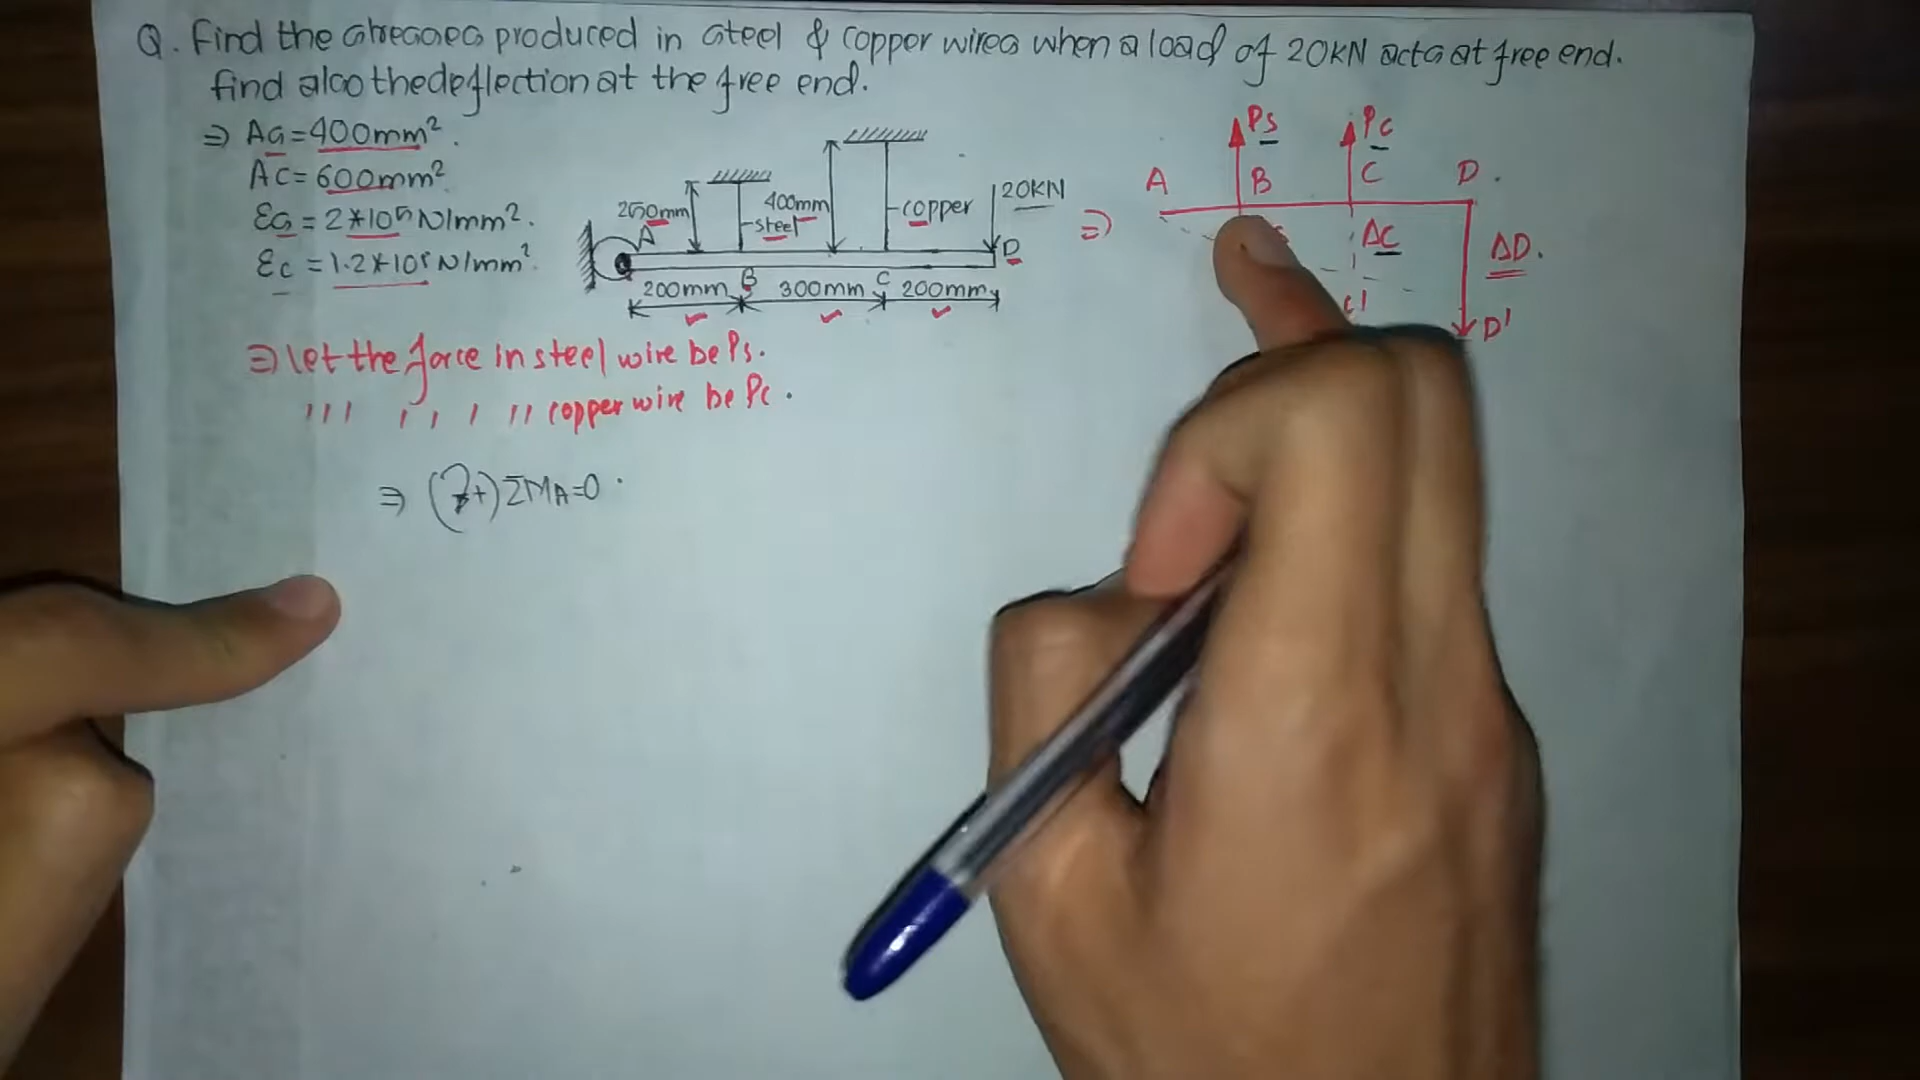 Q. Find the stresses produced in steel & copper wires when a load of 20KN acts at free end.
find also the deflection at the free end.
⇒ As=400mm².
Ac=600mm²
Es = 2*10⁵ N/mm².
Ec = 1.2*10⁵ N/mm².
250mm
400mm
steel
copper
20KN
A
B
C
D
200mm
300mm
200mm
⇒
Ps
Pc
A
B
C
D.
ΔC
ΔD.
C'
D'
⇒ let the force in steel wire be Ps.
''' ' ' ' '' copper wire be Pc.
⇒ (+) ΣMA=0.